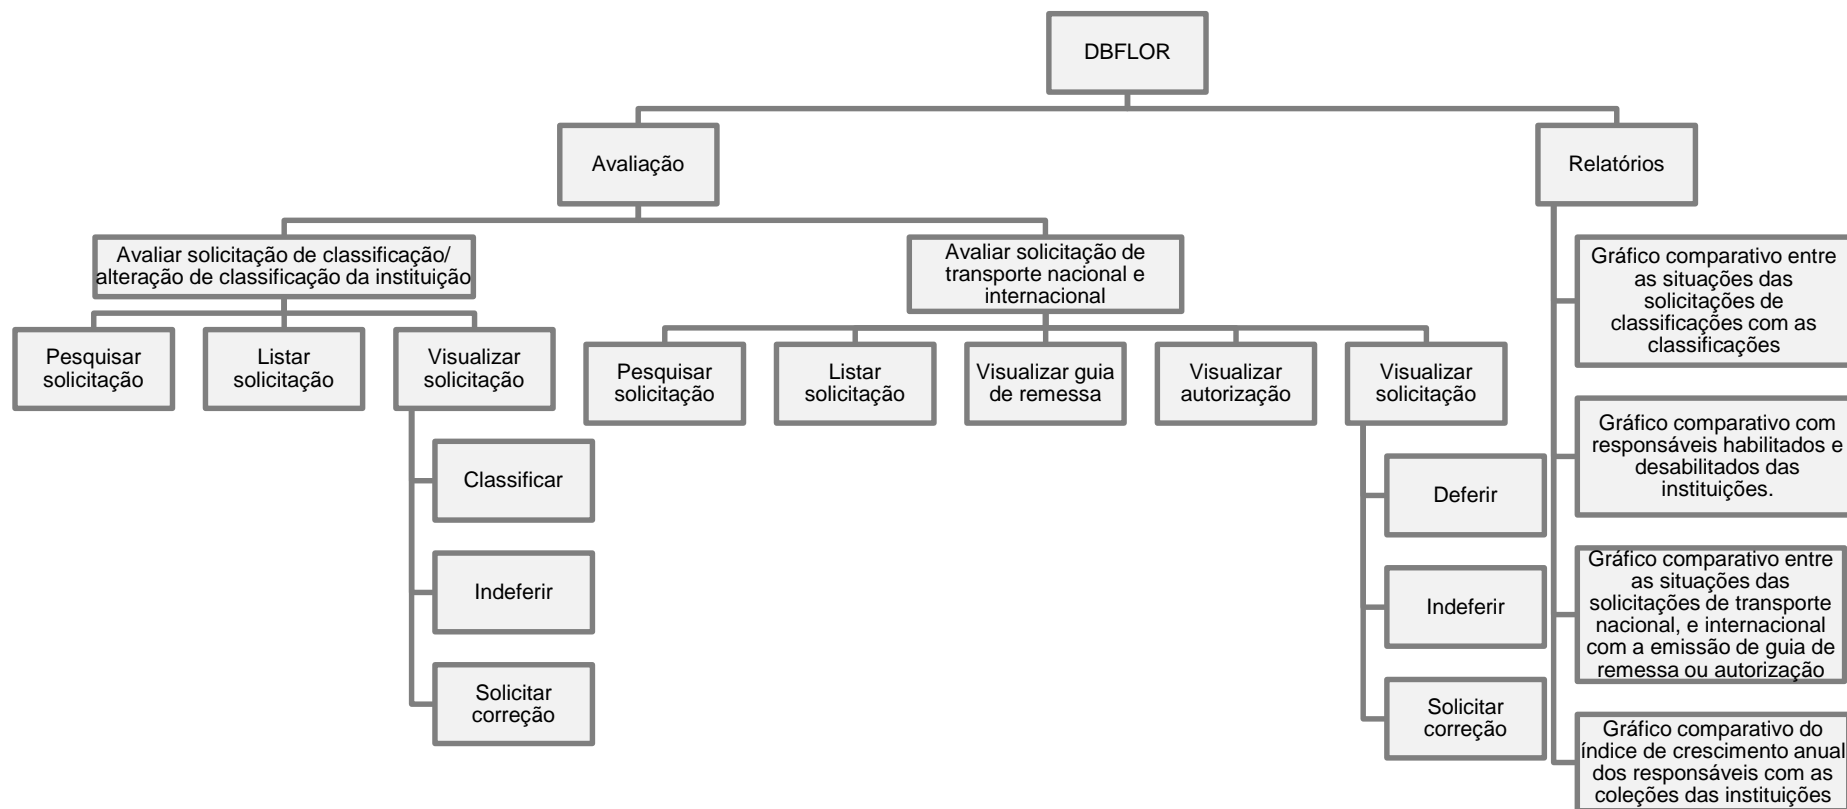 DBFLOR
Avaliação
Relatórios
Avaliar solicitação de classificação/
alteração de classificação da instituição
Avaliar solicitação de
transporte nacional e
internacional
Pesquisar
solicitação
Listar
solicitação
Visualizar
solicitação
Classificar
Indeferir
Solicitar
correção
Pesquisar
solicitação
Listar
solicitação
Visualizar guia
de remessa
Visualizar
autorização
Visualizar
solicitação
Deferir
Indeferir
Solicitar
correção
Gráfico comparativo entre
as situações das
solicitações de
classificações com as
classificações
Gráfico comparativo com
responsáveis habilitados e
desabilitados das
instituições.
Gráfico comparativo entre
as situações das
solicitações de transporte
nacional, e internacional
com a emissão de guia de
remessa ou autorização
Gráfico comparativo do
índice de crescimento anual
dos responsáveis com as
coleções das instituições